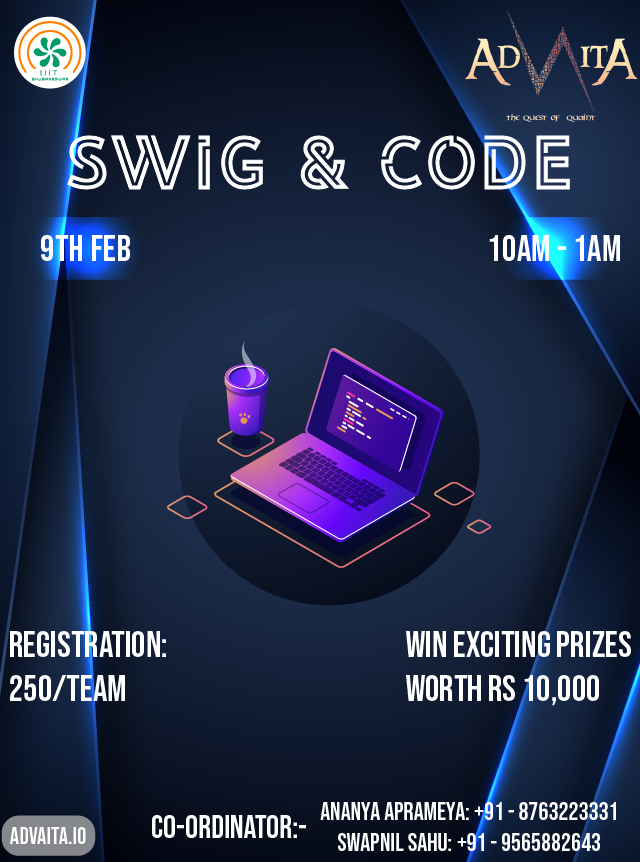 IIIT
BHUBANESWAR
ADVAITA
THE QUEST OF QUAINT
SWIG & CODE
9TH FEB
10AM - 1AM
REGISTRATION:
250/TEAM
WIN EXCITING PRIZES
WORTH RS 10,000
ADVAITA.IO
CO-ORDINATOR:-
ANANYA APRAMEYA: +91 - 8763223331
SWAPNIL SAHU: +91 - 9565882643